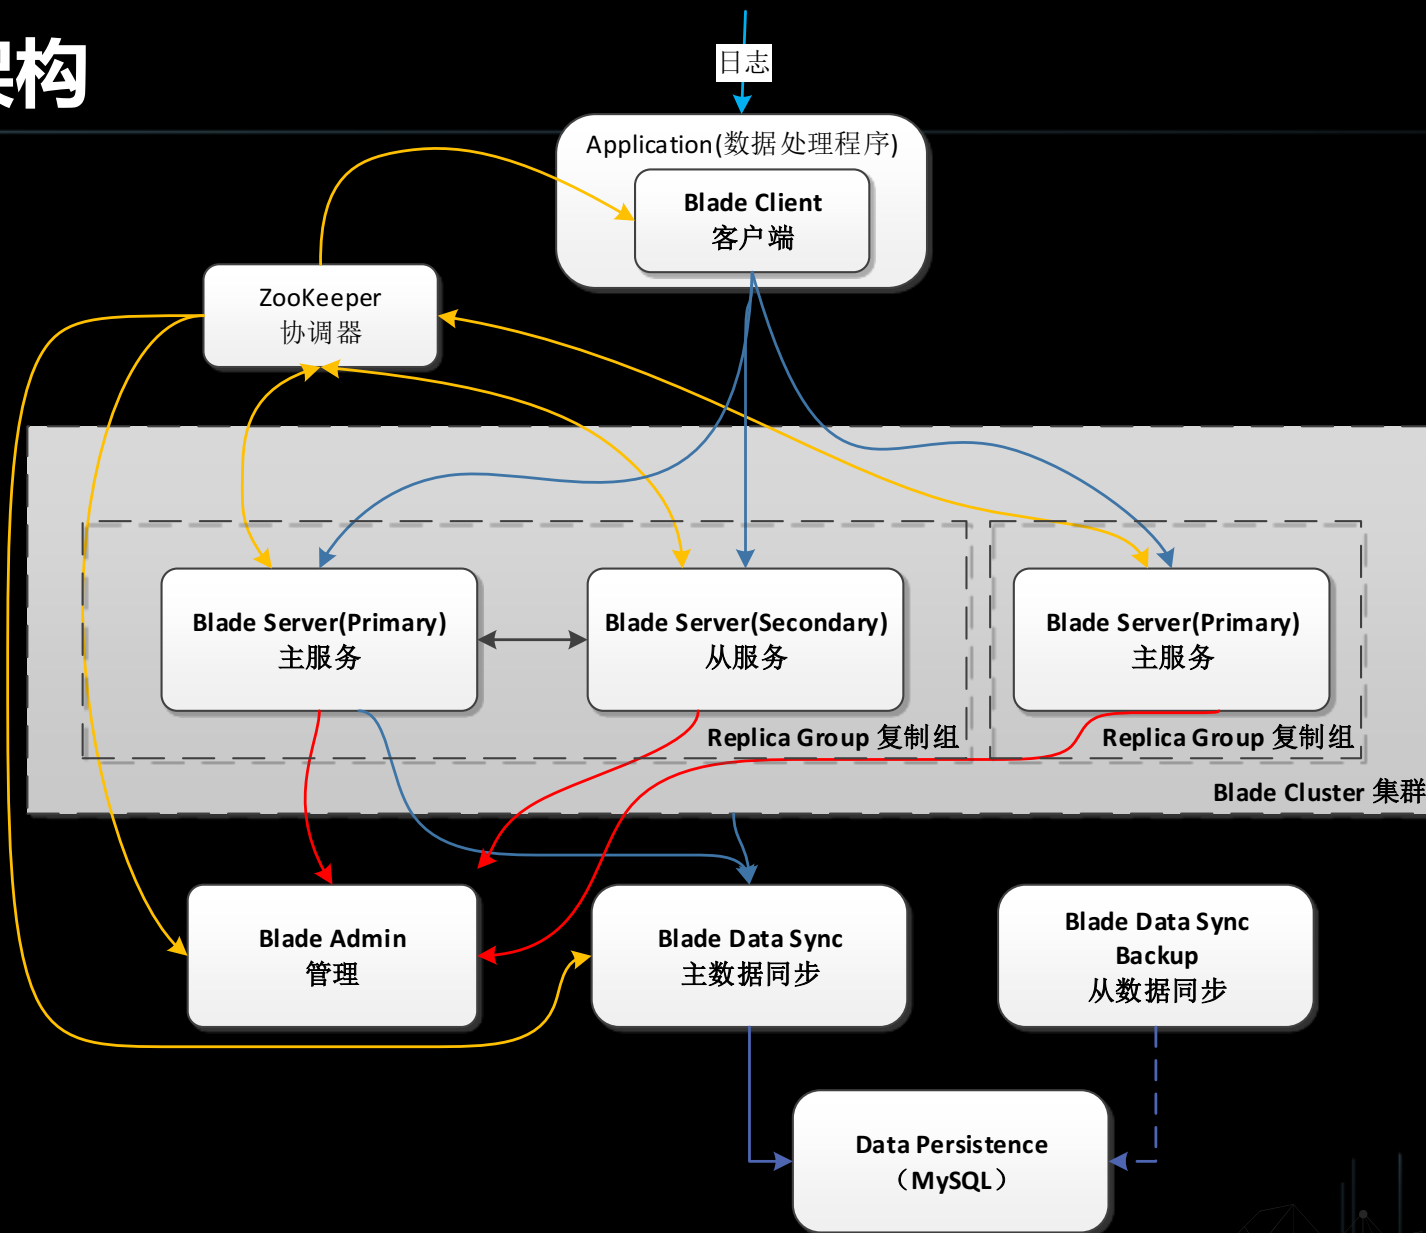 架构
日志
Application(数据处理程序)
Blade Client
客户端
ZooKeeper
协调器
Blade Server(Primary)
主服务
Blade Server(Secondary)
从服务
Blade Server(Primary)
主服务
Replica Group 复制组
Replica Group 复制组
Blade Cluster 集群
Blade Admin
管理
Blade Data Sync
主数据同步
Blade Data Sync
Backup
从数据同步
Data Persistence
（MySQL）